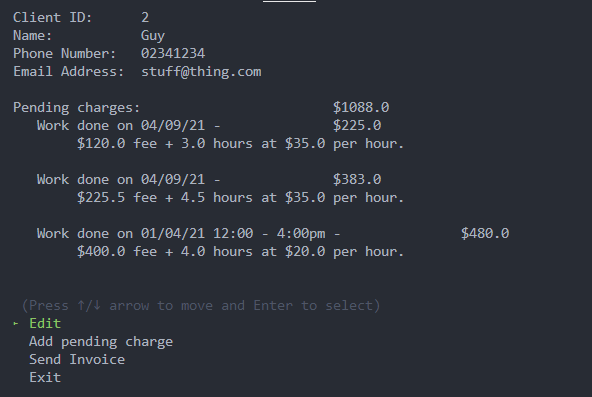 Client ID: 2
Name: Guy
Phone Number: 02341234
Email Address: stuff@thing.com
Pending charges: $1088.0
Work done on 04/09/21 - $225.0
$120.0 fee + 3.0 hours at $35.0 per hour.
Work done on 04/09/21 - $383.0
$225.5 fee + 4.5 hours at $35.0 per hour.
Work done on 01/04/21 12:00 - 4:00pm - $480.0
$400.0 fee + 4.0 hours at $20.0 per hour.
(Press ↑/↓ arrow to move and Enter to select)
► Edit
Add pending charge
Send Invoice
Exit